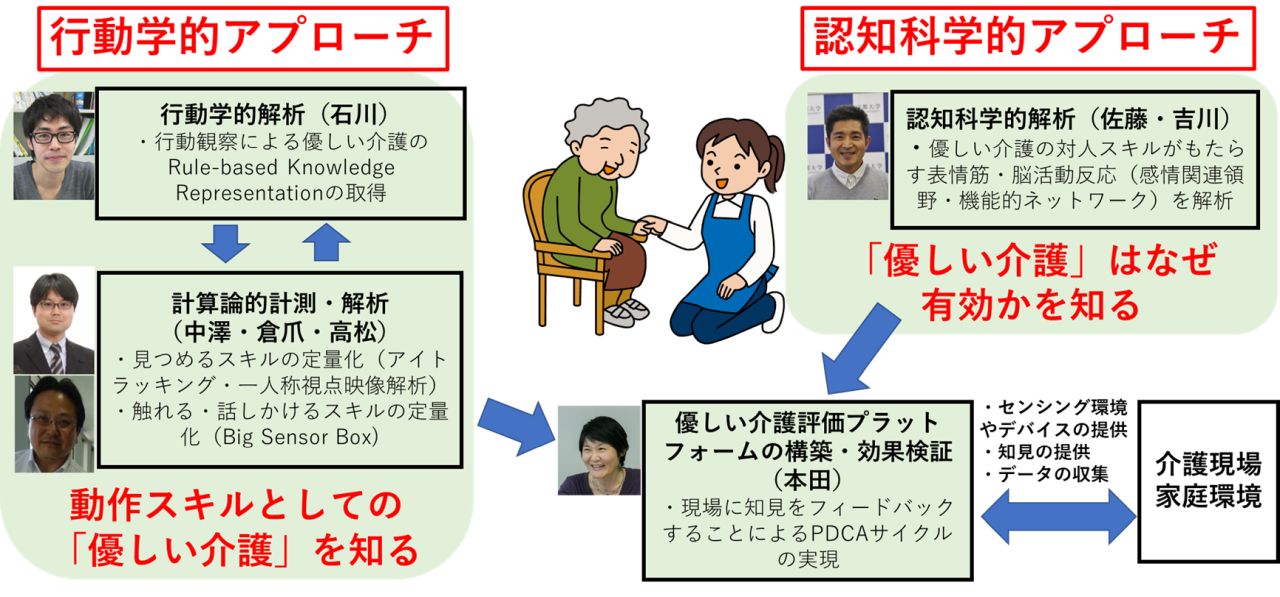 行動学的アプローチ
行動学的解析（石川）
・行動観察による優しい介護の
Rule-based Knowledge
Representationの取得
計算論的計測・解析
（中澤・倉爪・高松）
・見つめるスキルの定量化（アイト
ラッキング・一人称視点映像解析）
・触れる・話しかけるスキルの定量
化（Big Sensor Box）
動作スキルとしての
「優しい介護」を知る
認知科学的アプローチ
認知科学的解析（佐藤・吉川）
・優しい介護の対人スキルがもたら
す表情筋・脳活動反応（感情関連領
野・機能的ネットワーク）を解析
「優しい介護」はなぜ
有効かを知る
優しい介護評価プラット
フォームの構築・効果検証
（本田）
・現場に知見をフィードバック
することによるPDCAサイクル
の実現
・センシング環境
やデバイスの提供
・知見の提供
・データの収集
介護現場
家庭環境